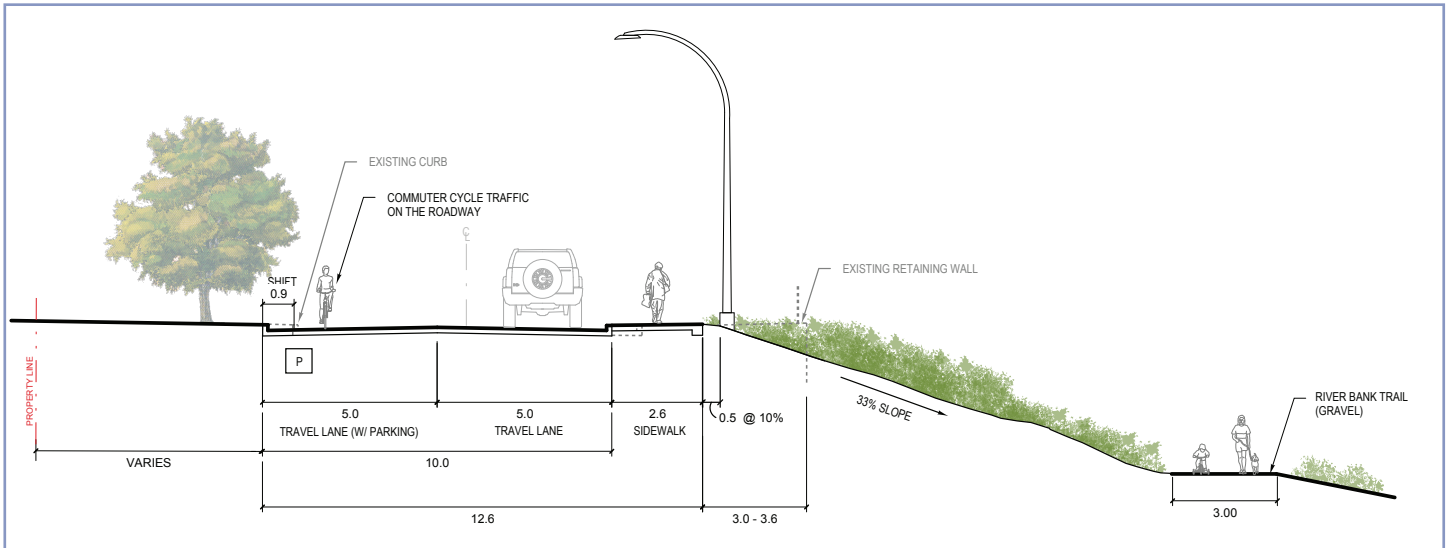 EXISTING CURB
COMMUTER CYCLE TRAFFIC
ON THE ROADWAY
℄
EXISTING RETAINING WALL
SHIFT
0.9
PROPERTY LINE
P
33% SLOPE
RIVER BANK TRAIL
(GRAVEL)
5.0
5.0
2.6
0.5 @ 10%
TRAVEL LANE (W/ PARKING)
TRAVEL LANE
SIDEWALK
VARIES
10.0
12.6
3.0 - 3.6
3.00